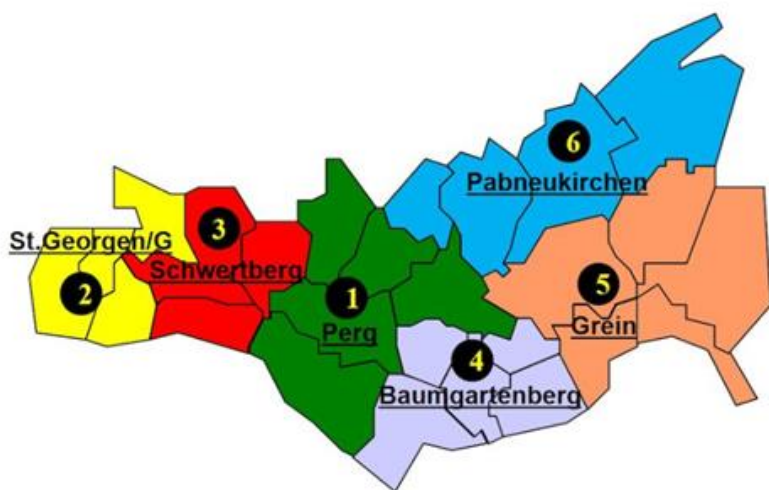 6
Pabneukirchen
3
St.Georgen/G
Schwertberg
2
1
Perg
5
Grein
4
Baumgartenberg